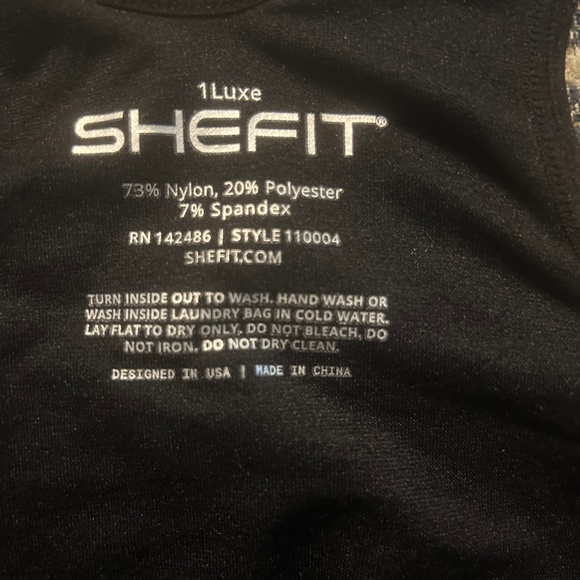 1Luxe
SHEFIT®
73% Nylon, 20% Polyester
7% Spandex
RN 142486 | STYLE 110004
SHEFIT.COM
TURN INSIDE OUT TO WASH. HAND WASH OR
WASH INSIDE LAUNDRY BAG IN COLD WATER.
LAY FLAT TO DRY ONLY. DO NOT BLEACH. DO
NOT IRON. DO NOT DRY CLEAN.
DESIGNED IN USA | MADE IN CHINA